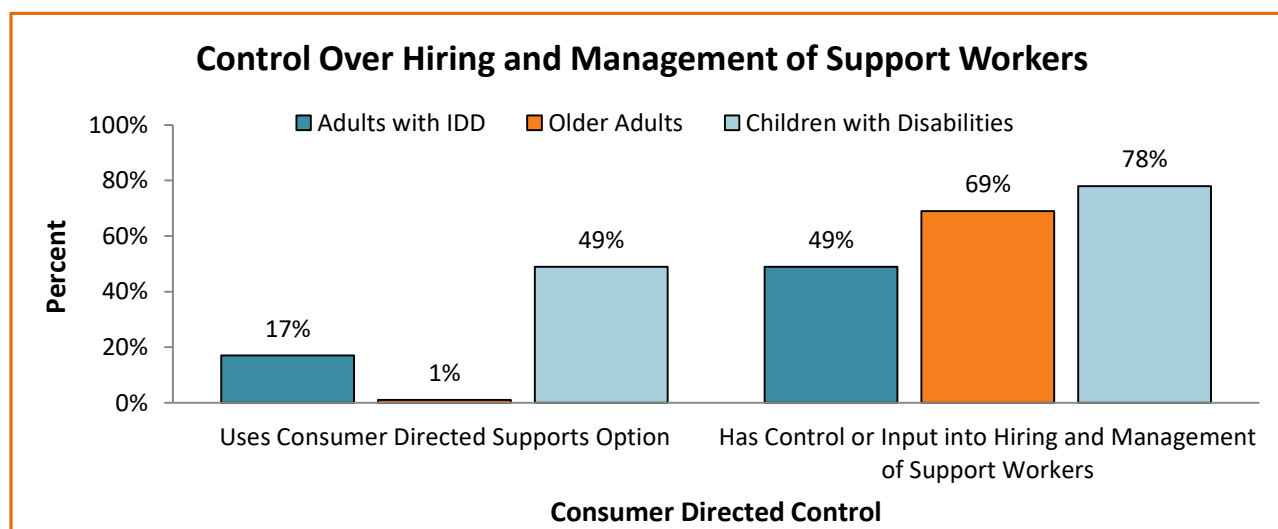 Control Over Hiring and Management of Support Workers
Adults with IDD Older Adults Children with Disabilities
100%
80%
60%
40%
20%
0%
Percent
17%
1%
49%
49%
69%
78%
Uses Consumer Directed Supports Option
Has Control or Input into Hiring and Management
of Support Workers
Consumer Directed Control